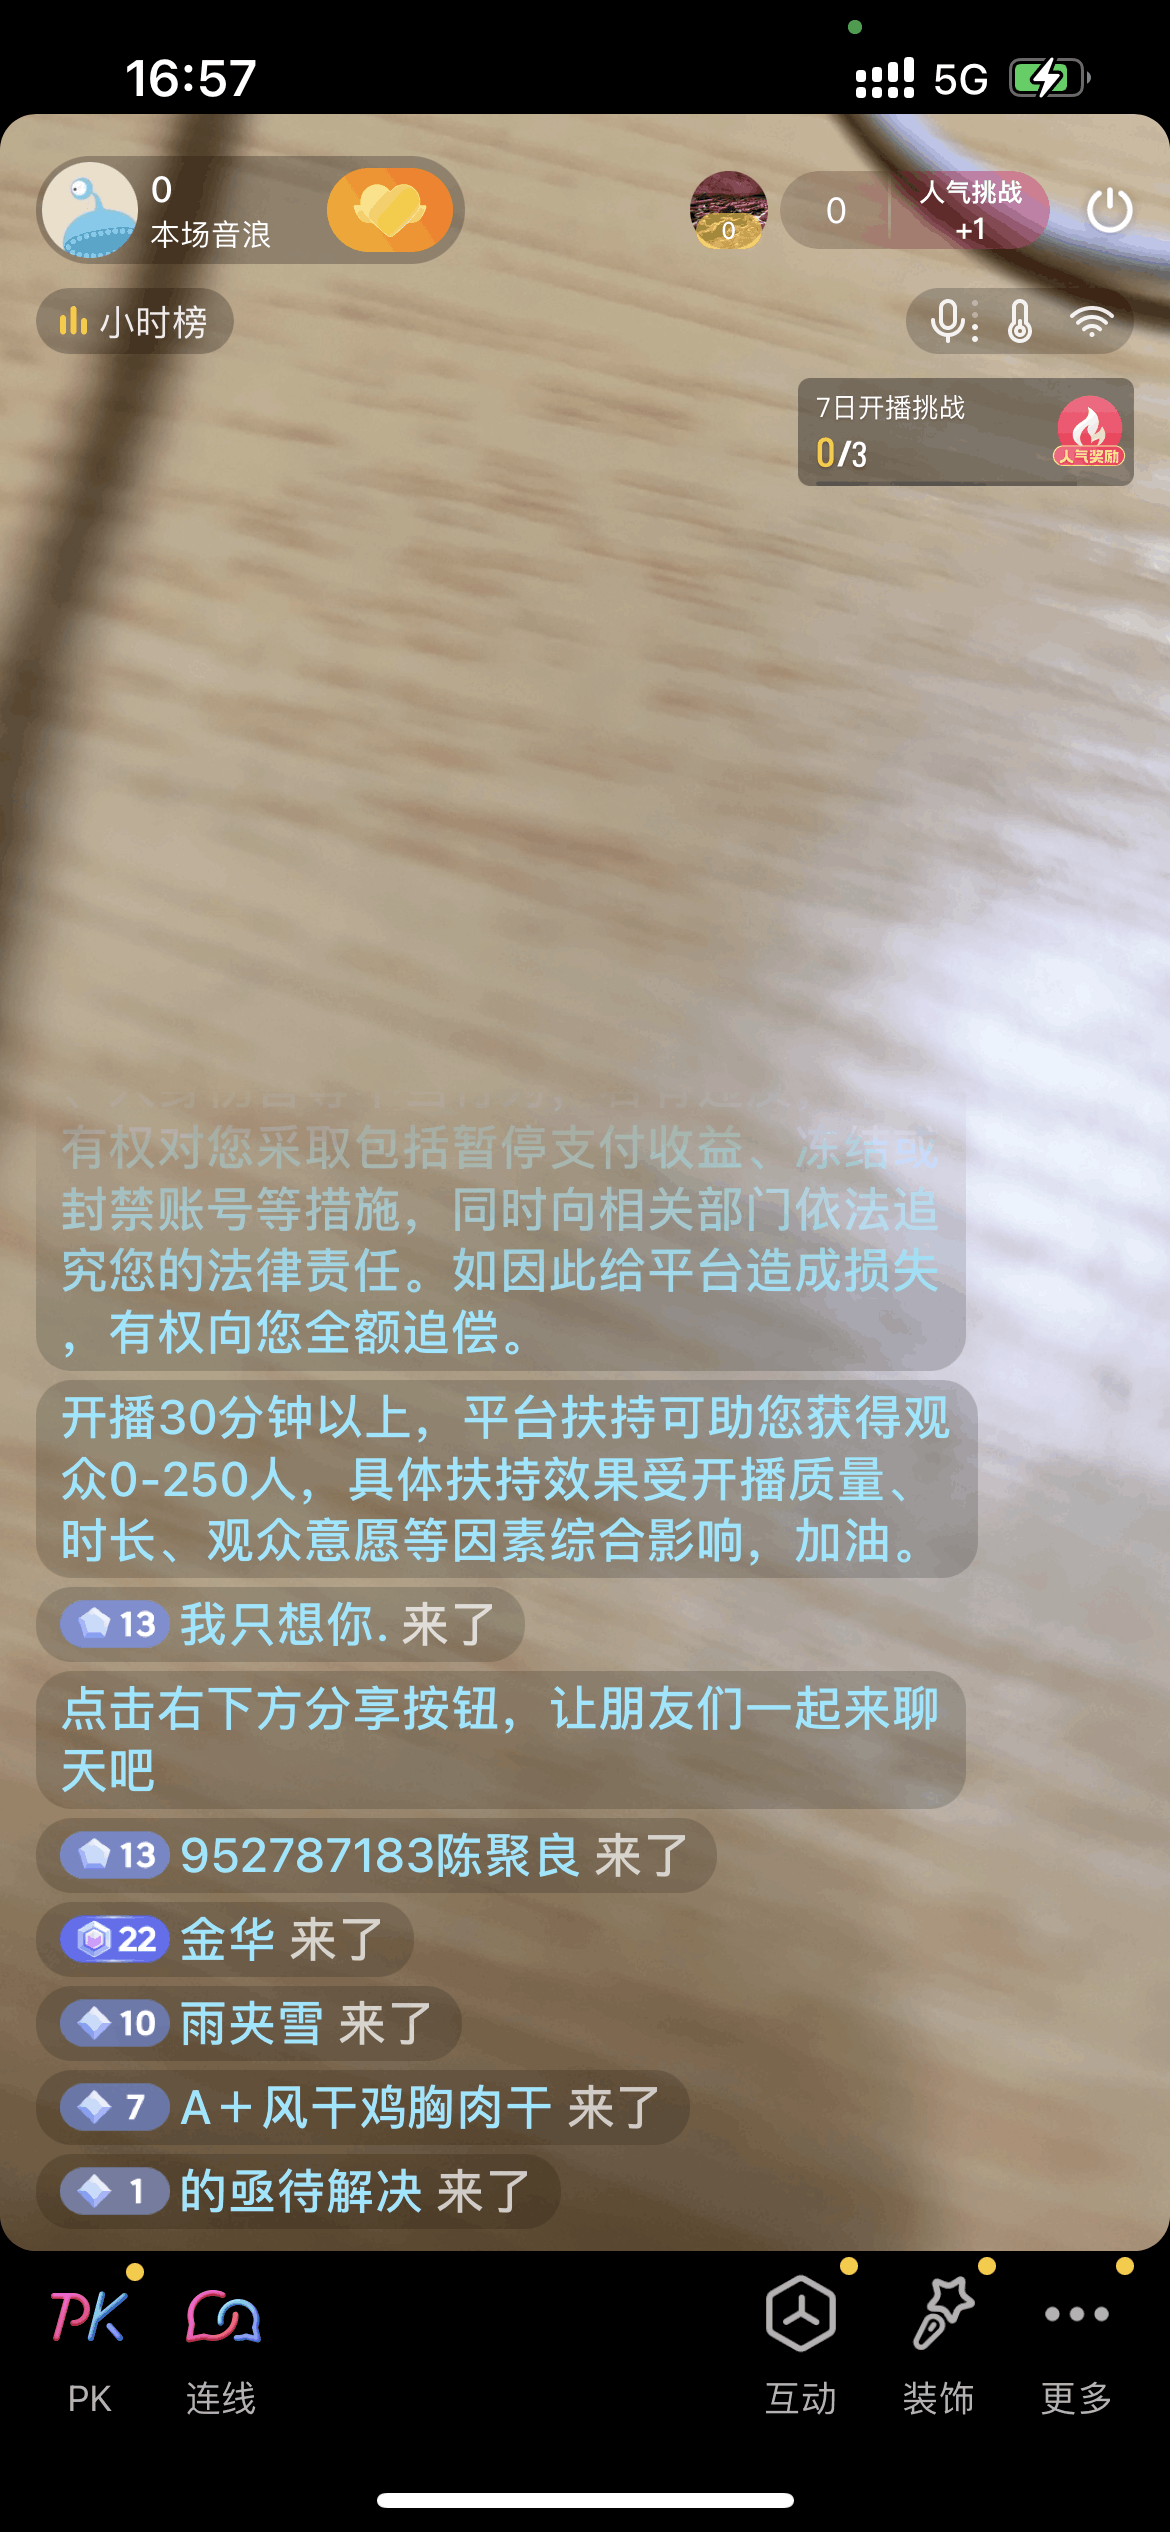 16:57
5G
0
本场音浪
0
0
人气挑战
+1
小时榜
7日开播挑战
0/3
人气奖励
有权对您采取包括暂停支付收益、冻结或
封禁账号等措施，同时向相关部门依法追
究您的法律责任。如因此给平台造成损失
，有权向您全额追偿。
开播30分钟以上，平台扶持可助您获得观
众0-250人，具体扶持效果受开播质量、
时长、观众意愿等因素综合影响，加油。
13 我只想你. 来了
点击右下方分享按钮，让朋友们一起来聊
天吧
13 952787183陈聚良 来了
22 金华 来了
10 雨夹雪 来了
7 A＋风干鸡胸肉干 来了
1 的亟待解决 来了
PK
PK
连线
互动
装饰
更多